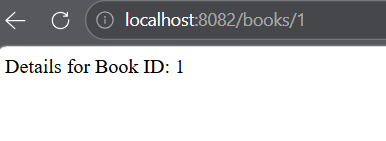 localhost:8082/books/1
Details for Book ID: 1